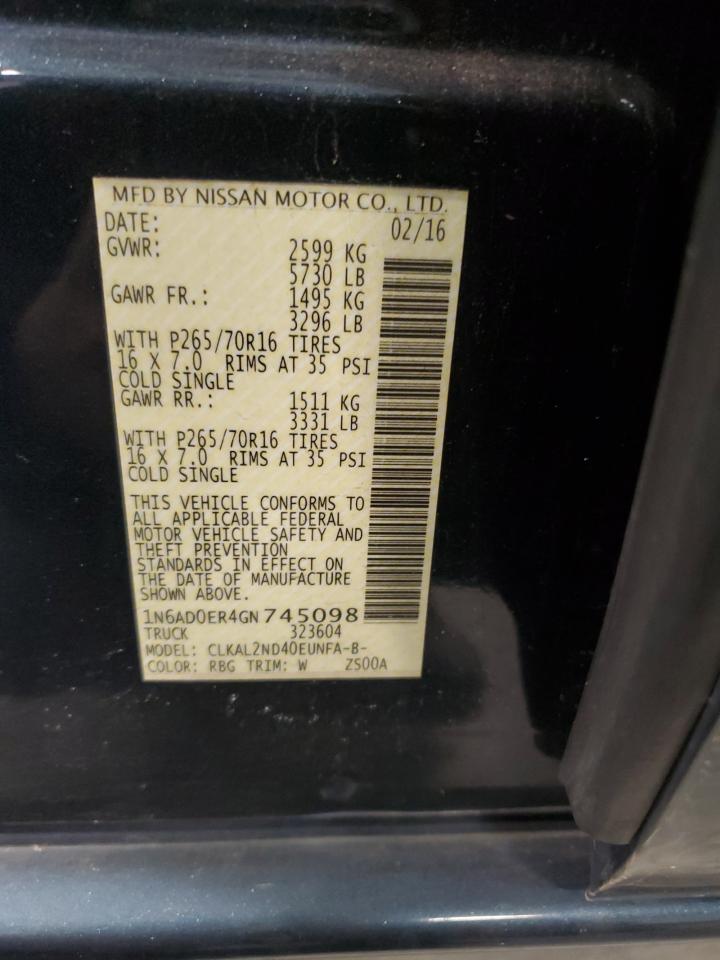 MFD BY NISSAN MOTOR CO., LTD.
DATE: 02/16
GVWR: 2599 KG
5730 LB
GAWR FR.: 1495 KG
3296 LB
WITH P265/70R16 TIRES
16 X 7.0 RIMS AT 35 PSI
COLD SINGLE
GAWR RR.: 1511 KG
3331 LB
WITH P265/70R16 TIRES
16 X 7.0 RIMS AT 35 PSI
COLD SINGLE
THIS VEHICLE CONFORMS TO
ALL APPLICABLE FEDERAL
MOTOR VEHICLE SAFETY AND
THEFT PREVENTION
STANDARDS IN EFFECT ON
THE DATE OF MANUFACTURE
SHOWN ABOVE.
1N6AD0ER4GN745098
TRUCK 323604
MODEL: CLKAL2ND40EUNFA-B-
COLOR: RBG TRIM: W ZS00A